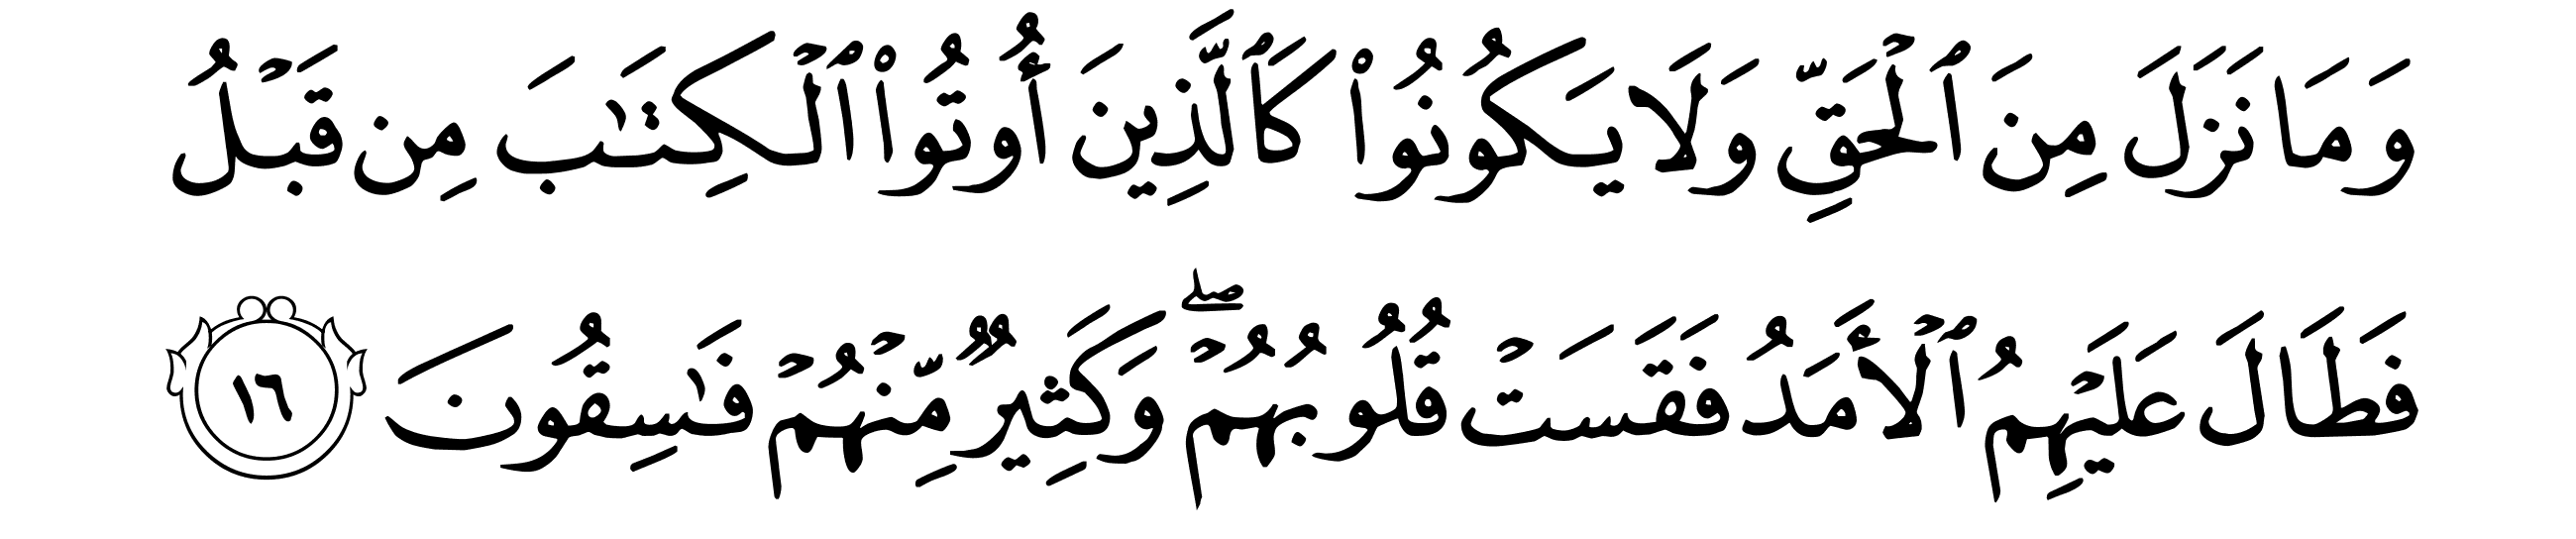 وَمَا نَزَلَ مِنَ ٱلْحَقِّ وَلَا يَكُونُوا۟ كَٱلَّذِينَ أُوتُوا۟ ٱلْكِتَٰبَ مِن قَبْلُ
فَطَالَ عَلَيْهِمُ ٱلْأَمَدُ فَقَسَتْ قُلُوبُهُمْ ۖ وَكَثِيرٌ مِّنْهُمْ فَٰسِقُونَ ١٦